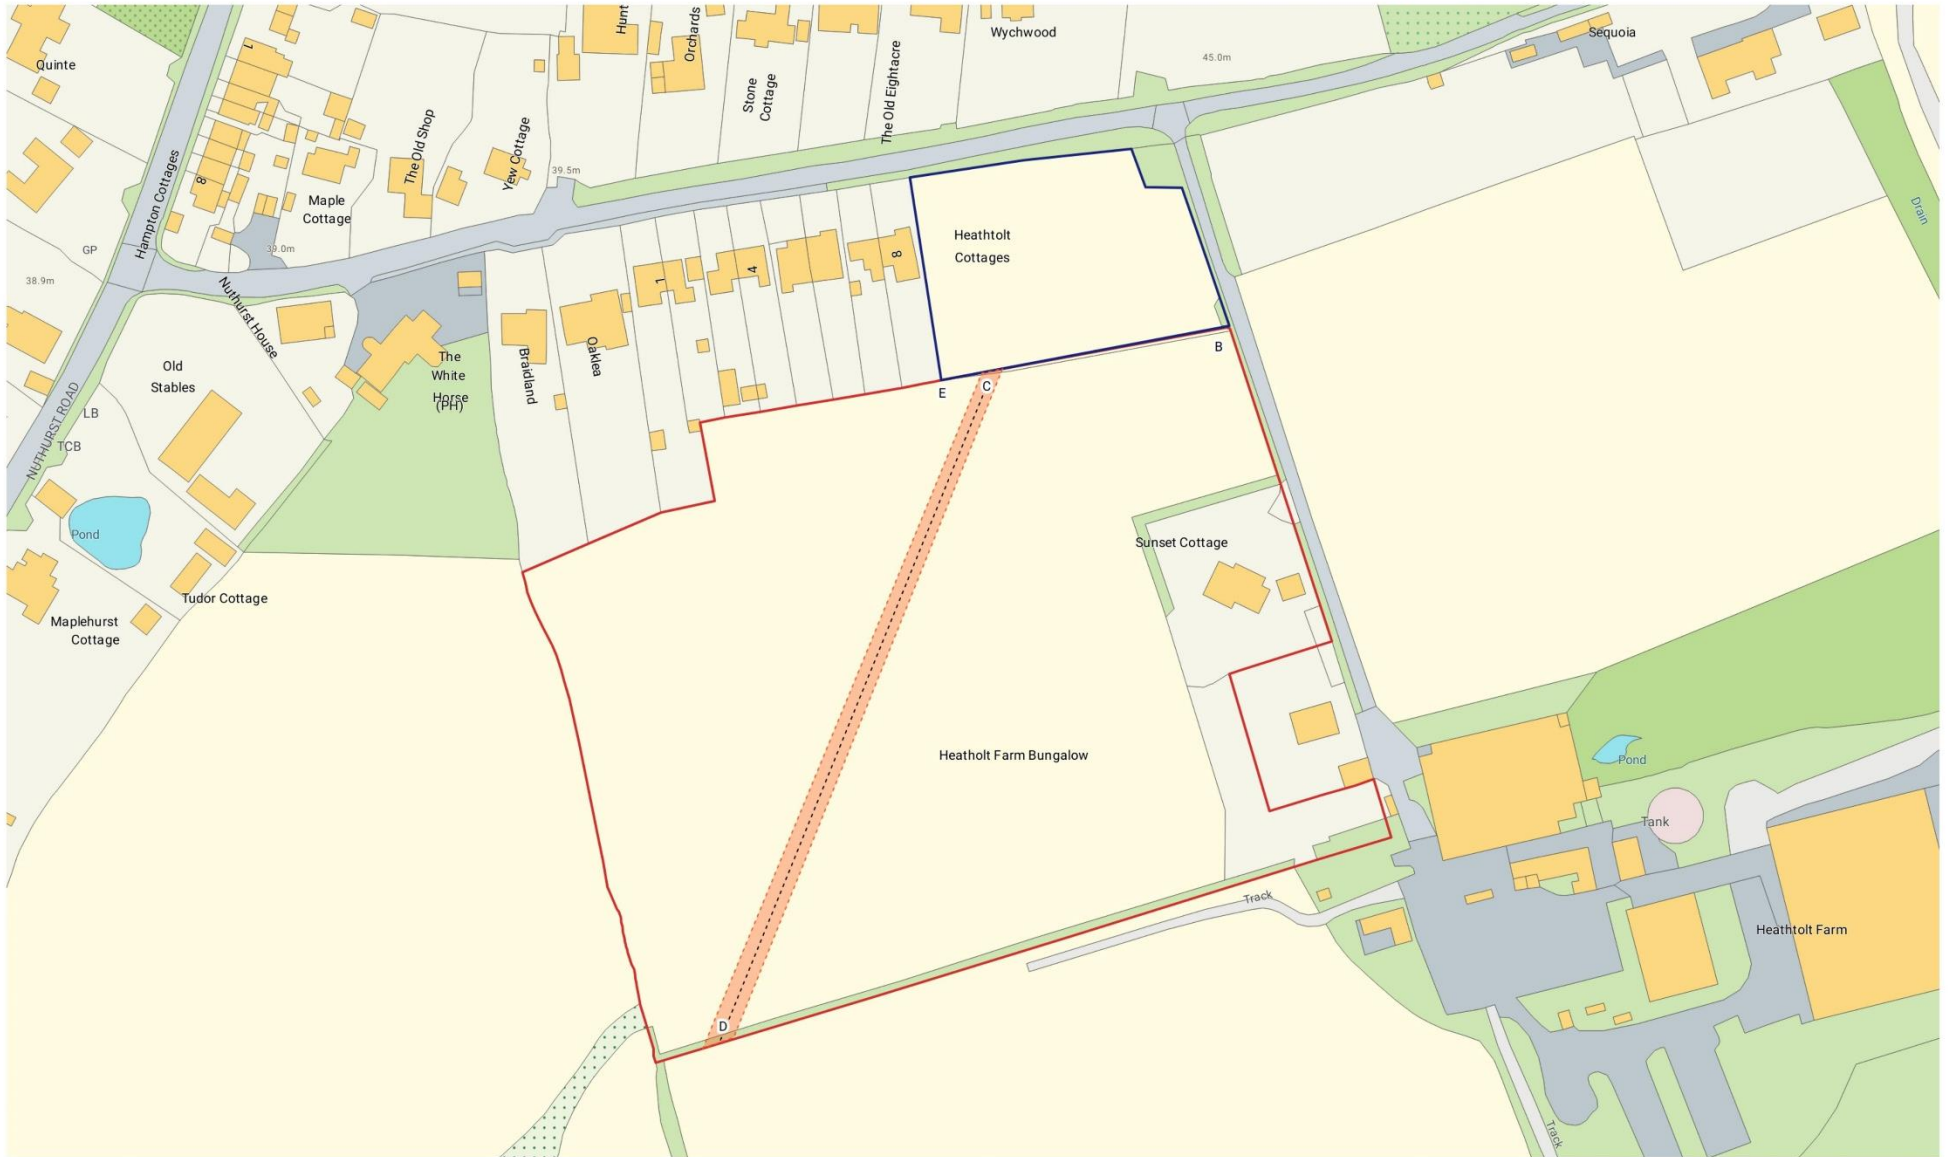 Quinte
7
Hunt
Orchards
Stone
Cottage
The Old Eightacre
Wychwood
45.0m
Sequoia
Hampton Cottages
8
The Old Shop
Yew Cottage
39.5m
Maple
Cottage
GP
39.0m
38.9m
Drain
Heathtolt
Cottages
8
4
1
Nuthurst House
Old
Stables
The
White
Horse
(PH)
Braidland
Oaklea
B
C
E
NUTHURST ROAD
LB
TCB
Pond
Sunset Cottage
Tudor Cottage
Maplehurst
Cottage
Heatholt Farm Bungalow
Pond
Tank
Track
Heathtolt Farm
D
Track